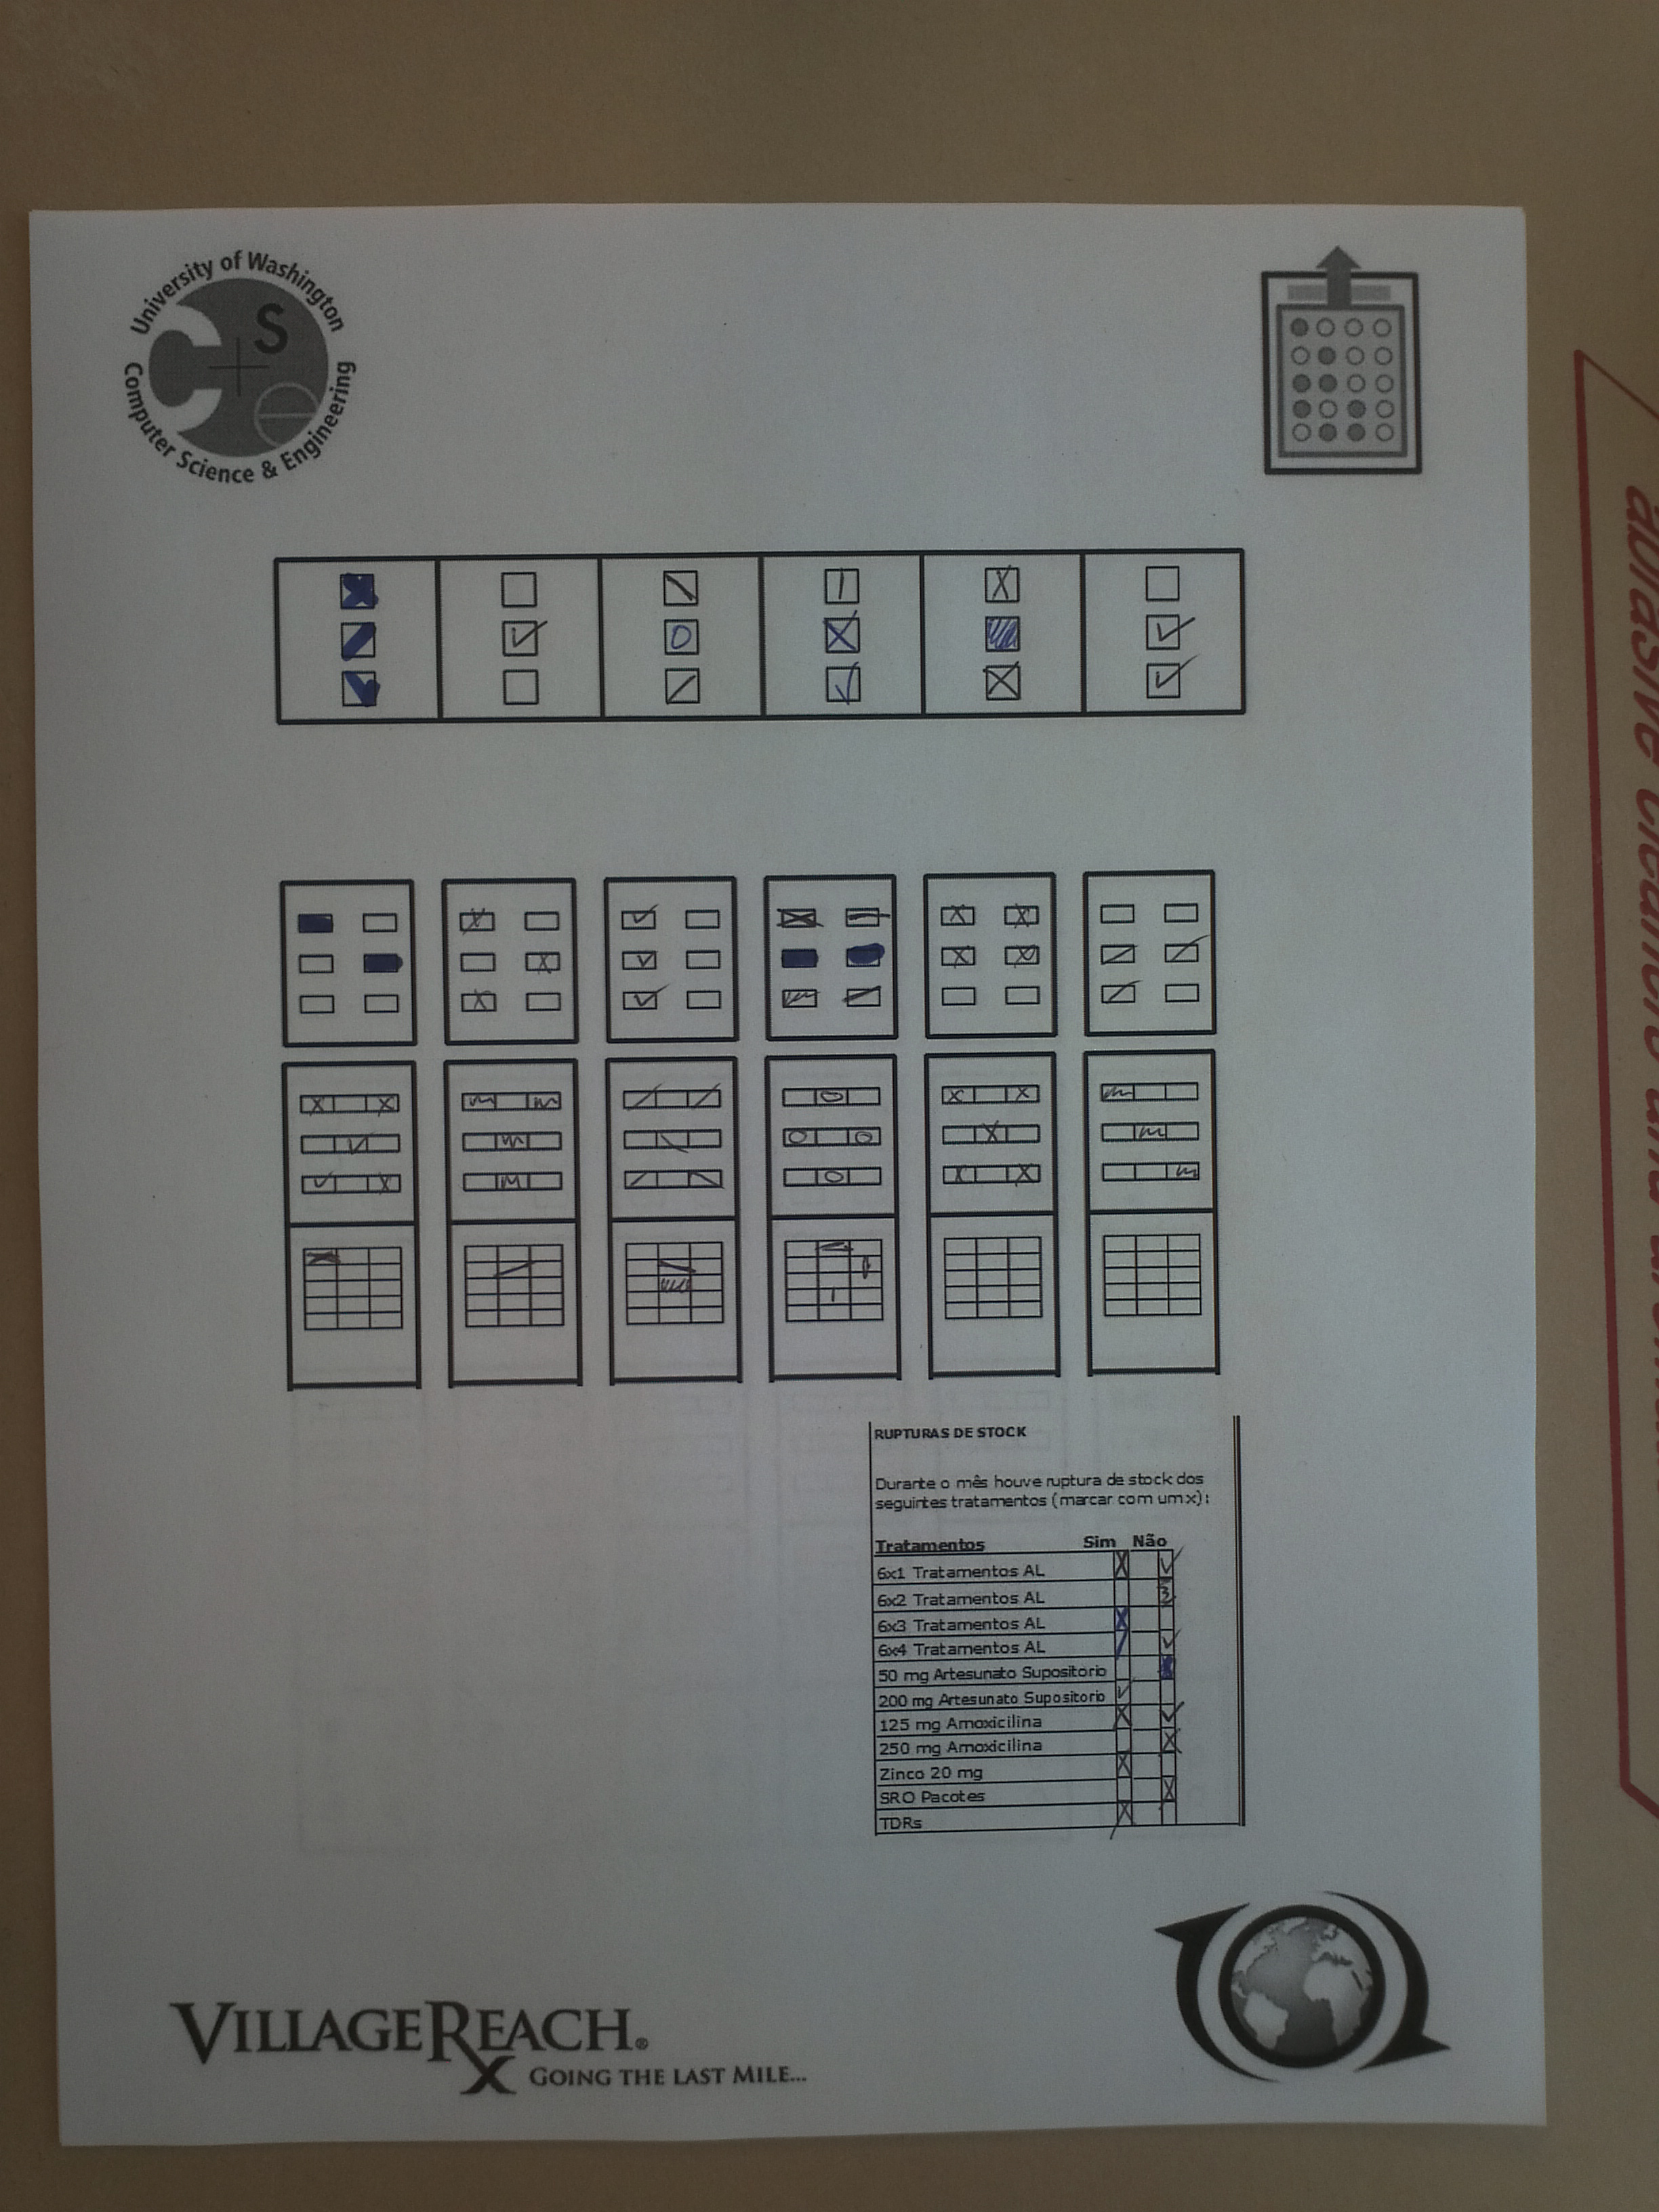 University of Washington
Computer Science & Engineering
S
RUPTURAS DE STOCK
Durante o mês houve ruptura de stock dos
seguintes tratamentos (marcar com um x):
Tratamentos Sim Não
6x1 Tratamentos AL
6x2 Tratamentos AL
6x3 Tratamentos AL
6x4 Tratamentos AL
50 mg Artesunato Supositorio
200 mg Artesunato Supositorio
125 mg Amoxicilina
250 mg Amoxicilina
Zinco 20 mg
SRO Pacotes
TDRs
VILLAGEREACH®
GOING THE LAST MILE...